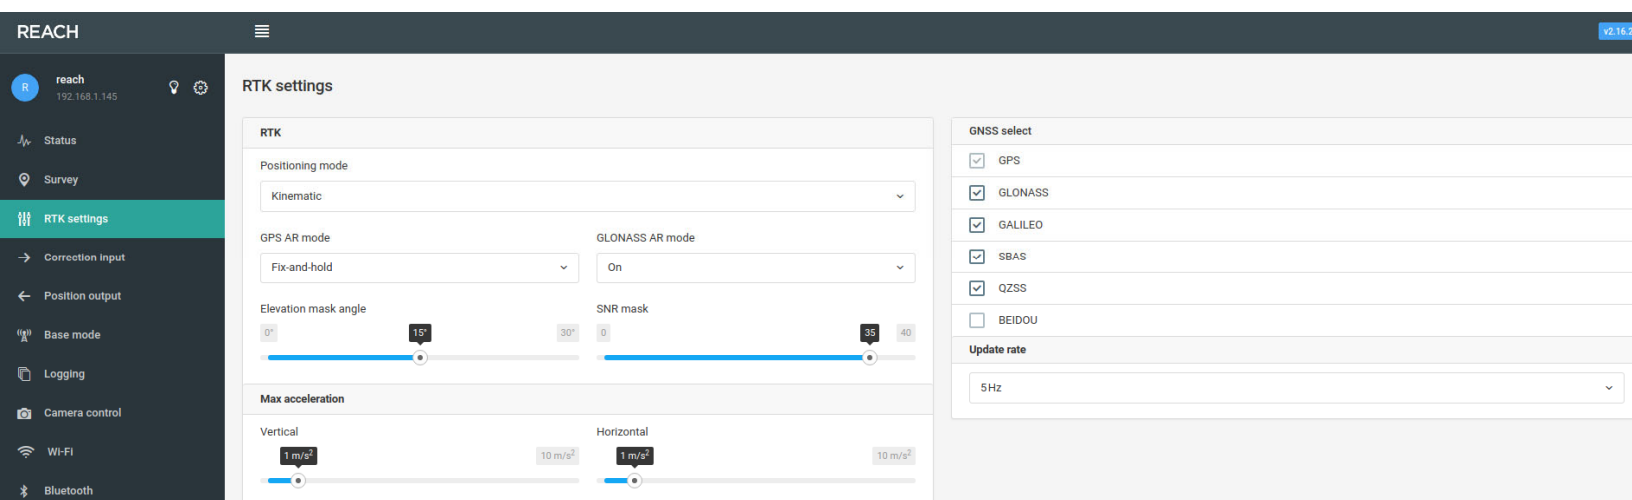 REACH
v2.16.2
R
reach
192.168.1.145
Status
Survey
RTK settings
Correction input
Position output
Base mode
Logging
Camera control
Wi-Fi
Bluetooth
RTK settings
RTK
Positioning mode
Kinematic
GPS AR mode
GLONASS AR mode
Fix-and-hold
On
Elevation mask angle
SNR mask
0° 15° 30°
0 35 40
Max acceleration
Vertical
Horizontal
1 m/s² 10 m/s²
1 m/s² 10 m/s²
GNSS select
GPS
GLONASS
GALILEO
SBAS
QZSS
BEIDOU
Update rate
5 Hz